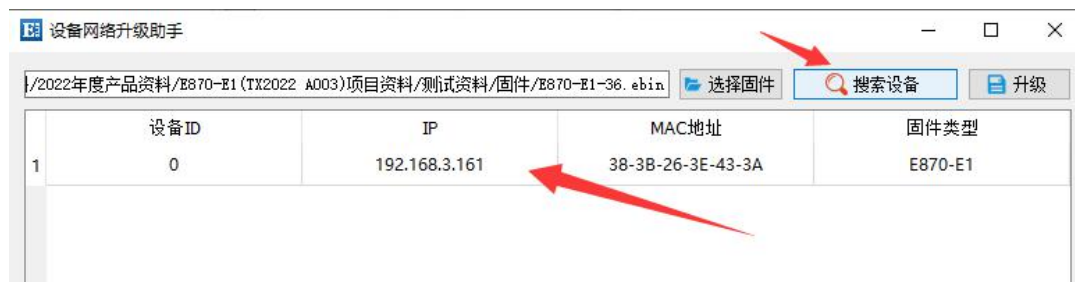 设备网络升级助手
/2022年度产品资料/E870-E1(TX2022 A003)项目资料/测试资料/固件/E870-E1-36.ebin 选择固件 搜索设备 升级
设备ID IP MAC地址 固件类型
1 0 192.168.3.161 38-3B-26-3E-43-3A E870-E1